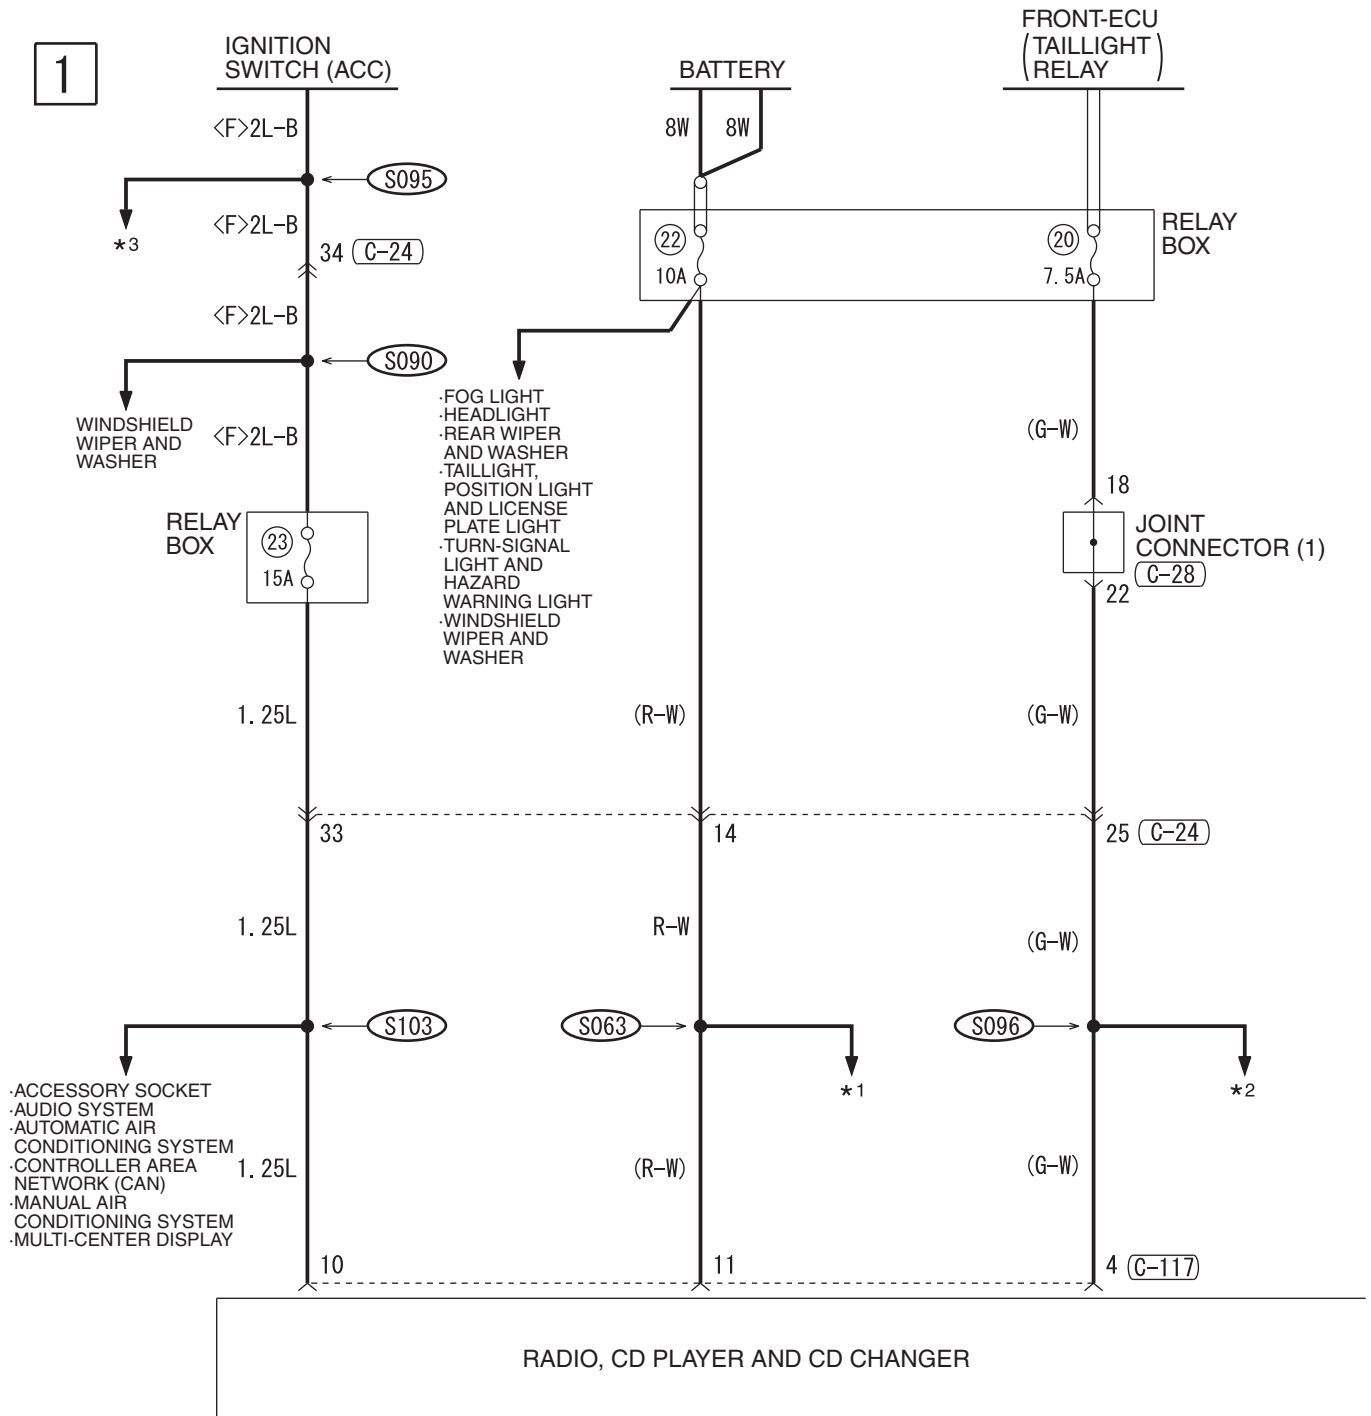 1
IGNITION
SWITCH (ACC)
BATTERY
FRONT-ECU
(TAILLIGHT
RELAY)
<F>2L-B
8W
8W
S095
*3
<F>2L-B
34
C-24
RELAY
BOX
22
10A
20
7.5A
<F>2L-B
S090
WINDSHIELD
WIPER AND
WASHER
<F>2L-B
·FOG LIGHT
·HEADLIGHT
·REAR WIPER
AND WASHER
·TAILLIGHT,
POSITION LIGHT
AND LICENSE
PLATE LIGHT
·TURN-SIGNAL
LIGHT AND
HAZARD
WARNING LIGHT
·WINDSHIELD
WIPER AND
WASHER
(G-W)
18
RELAY
BOX
23
15A
JOINT
CONNECTOR (1)
C-28
22
1.25L
(R-W)
(G-W)
33
14
25
C-24
1.25L
R-W
(G-W)
S103
S063
S096
*1
*2
·ACCESSORY SOCKET
·AUDIO SYSTEM
·AUTOMATIC AIR
CONDITIONING SYSTEM
·CONTROLLER AREA
NETWORK (CAN)
·MANUAL AIR
CONDITIONING SYSTEM
·MULTI-CENTER DISPLAY
1.25L
(R-W)
(G-W)
10
11
4
C-117
RADIO, CD PLAYER AND CD CHANGER